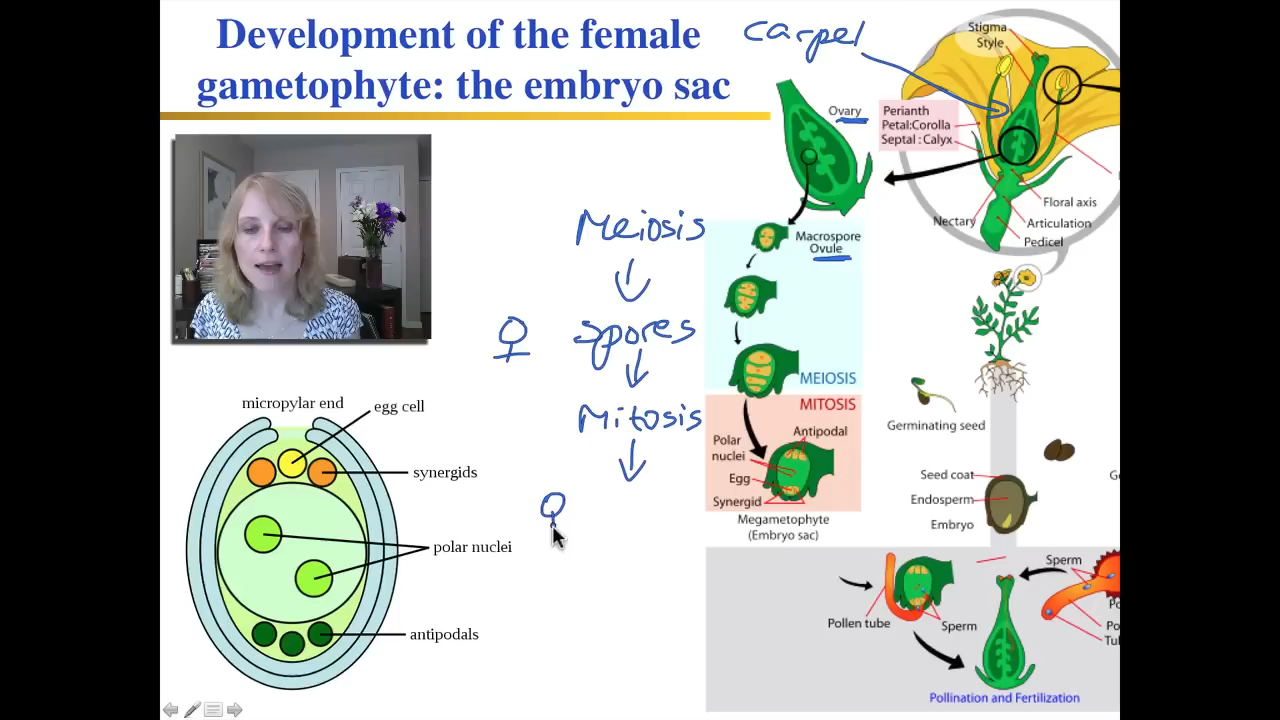 Development of the female
gametophyte: the embryo sac
carpel
Stigma
Style
Ovary
Perianth
Petal:Corolla
Septal : Calyx
Floral axis
Nectary
Articulation
Pedicel
Meiosis
Macrospore
Ovule
♀ spores
MEIOSIS
MITOSIS
Mitosis
Antipodal
Polar
nuclei
Egg
Synergid
Megametophyte
(Embryo sac)
Germinating seed
Seed coat
Endosperm
Embryo
micropylar end
egg cell
synergids
polar nuclei
antipodals
♀
Pollen tube
Sperm
Sperm
Pollination and Fertilization